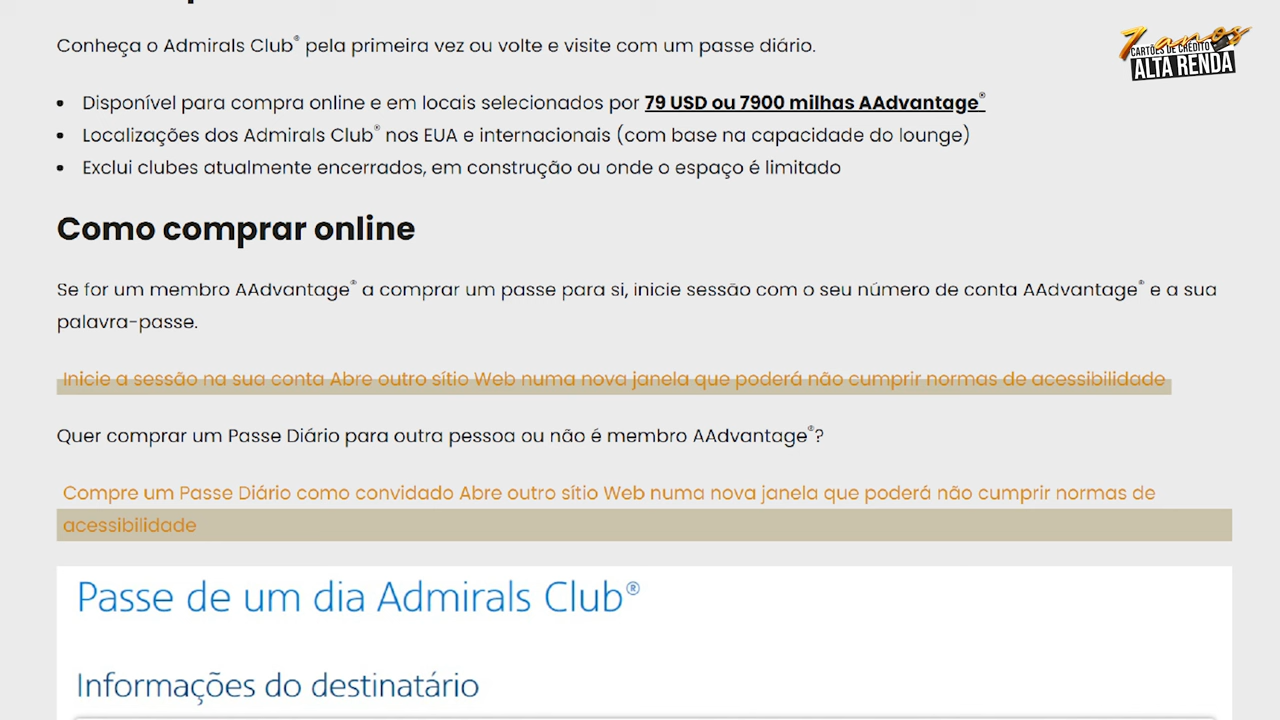 7 anos
CARTÕES DE CRÉDITO
ALTA RENDA
Conheça o Admirals Club® pela primeira vez ou volte e visite com um passe diário.
• Disponível para compra online e em locais selecionados por 79 USD ou 7900 milhas AAdvantage®
• Localizações dos Admirals Club® nos EUA e internacionais (com base na capacidade do lounge)
• Exclui clubes atualmente encerrados, em construção ou onde o espaço é limitado
Como comprar online
Se for um membro AAdvantage® a comprar um passe para si, inicie sessão com o seu número de conta AAdvantage® e a sua
palavra-passe.
Inicie a sessão na sua conta Abre outro sítio Web numa nova janela que poderá não cumprir normas de acessibilidade
Quer comprar um Passe Diário para outra pessoa ou não é membro AAdvantage®?
Compre um Passe Diário como convidado Abre outro sítio Web numa nova janela que poderá não cumprir normas de
acessibilidade
Passe de um dia Admirals Club®
Informações do destinatário